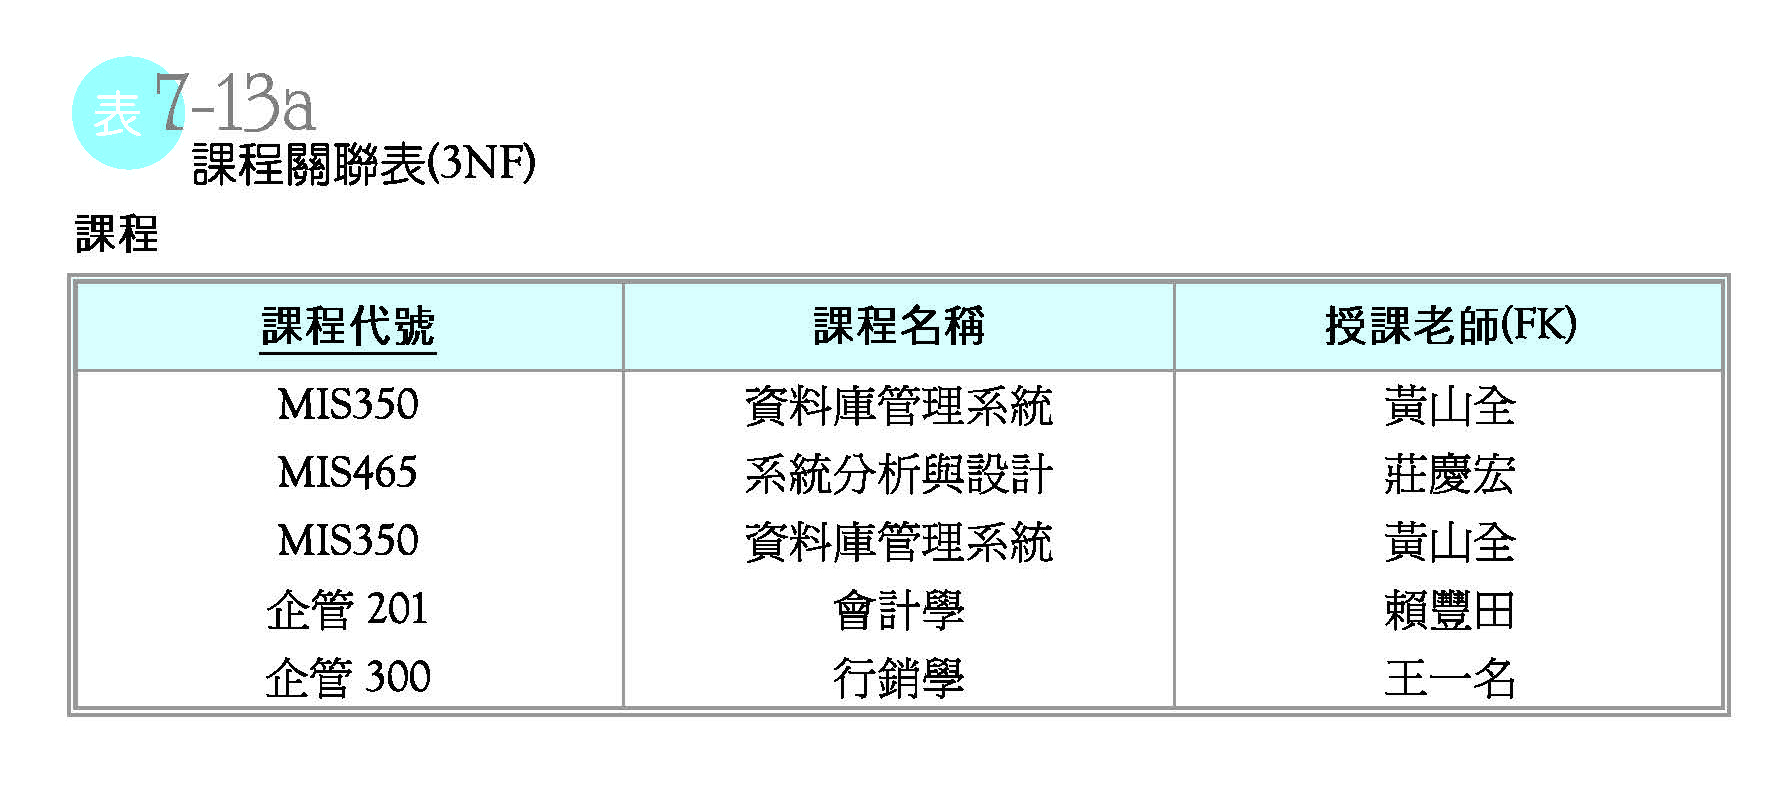 表 7-13a
課程關聯表(3NF)
課程
課程代號 課程名稱 授課老師(FK)
MIS350 資料庫管理系統 黃山全
MIS465 系統分析與設計 莊慶宏
MIS350 資料庫管理系統 黃山全
企管 201 會計學 賴豐田
企管 300 行銷學 王一名